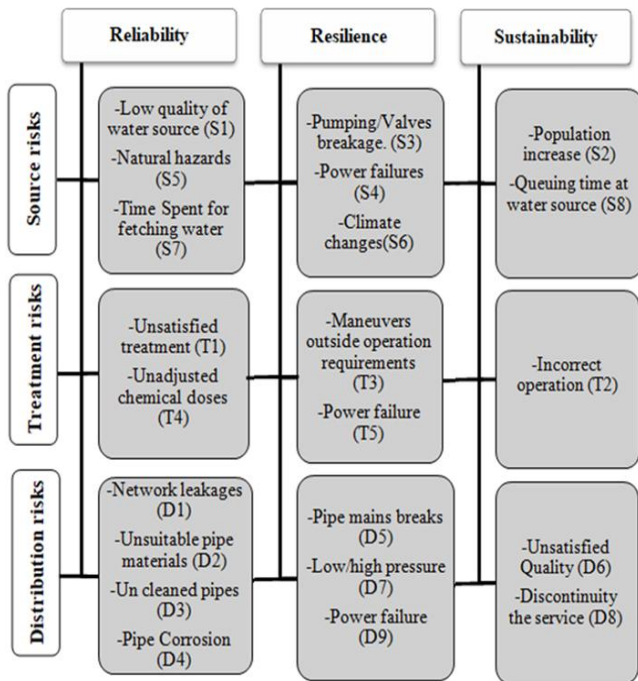 Reliability
Resilience
Sustainability
Source risks
-Low quality of
water source (S1)
-Natural hazards
(S5)
-Time Spent for
fetching water
(S7)
-Pumping/Valves
breakage. (S3)
-Power failures
(S4)
-Climate
changes(S6)
-Population
increase (S2)
-Queuing time at
water source (S8)
Treatment risks
-Unsatisfied
treatment (T1)
-Unadjusted
chemical doses
(T4)
-Maneuvers
outside operation
requirements
(T3)
-Power failure
(T5)
-Incorrect
operation (T2)
Distribution risks
-Network leakages
(D1)
-Unsuitable pipe
materials (D2)
-Un cleaned pipes
(D3)
-Pipe Corrosion
(D4)
-Pipe mains breaks
(D5)
-Low/high pressure
(D7)
-Power failure
(D9)
-Unsatisfied
Quality (D6)
-Discontinuity
the service (D8)